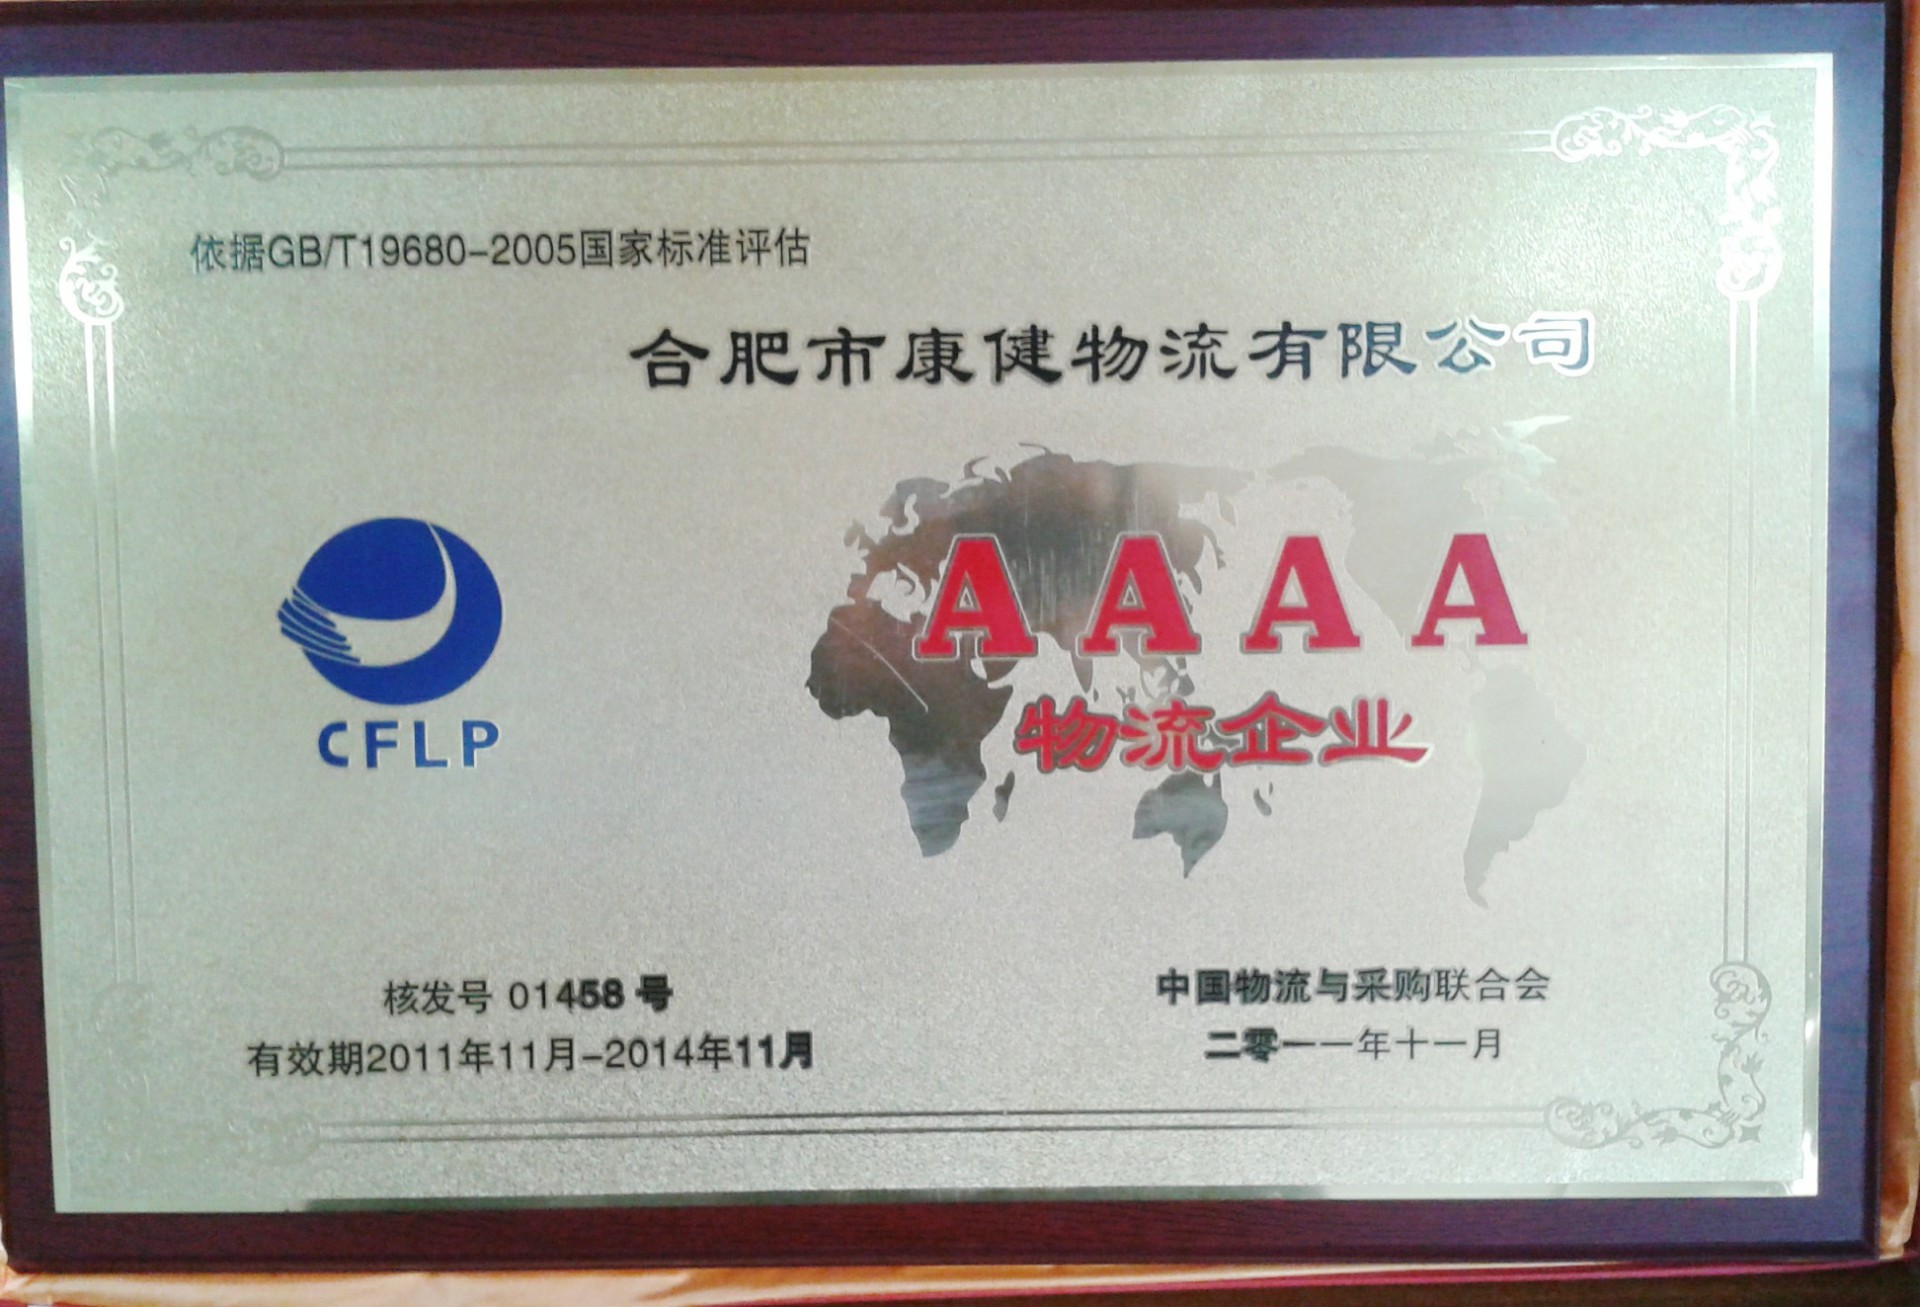 依据GB/T19680-2005国家标准评估
合肥市康健物流有限公司
AAAA
物流企业
CFLP
核发号 01458 号
有效期2011年11月-2014年11月
中国物流与采购联合会
二零一一年十一月